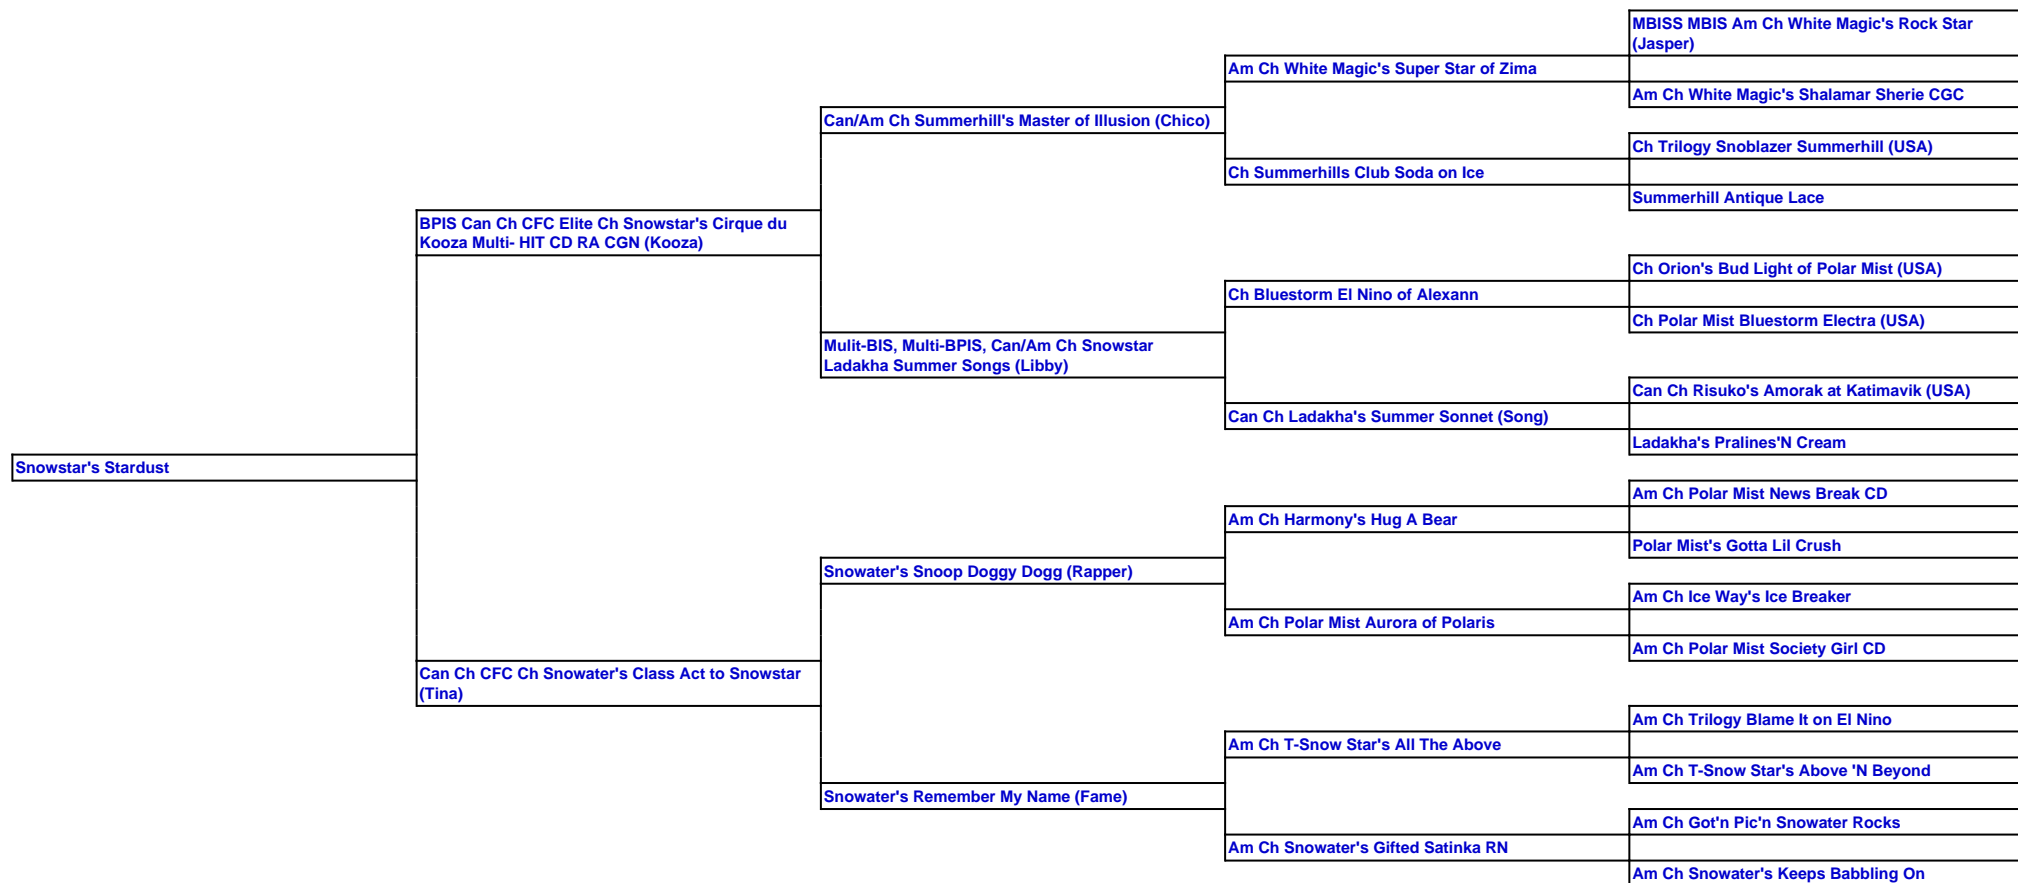 MBISS MBIS Am Ch White Magic's Rock Star
(Jasper)
Am Ch White Magic's Super Star of Zima
Am Ch White Magic's Shalamar Sherie CGC
Can/Am Ch Summerhill's Master of Illusion (Chico)
Ch Trilogy Snoblazer Summerhill (USA)
Ch Summerhills Club Soda on Ice
Summerhill Antique Lace
BPIS Can Ch CFC Elite Ch Snowstar's Cirque du
Kooza Multi- HIT CD RA CGN (Kooza)
Ch Orion's Bud Light of Polar Mist (USA)
Ch Bluestorm El Nino of Alexann
Ch Polar Mist Bluestorm Electra (USA)
Mulit-BIS, Multi-BPIS, Can/Am Ch Snowstar
Ladakha Summer Songs (Libby)
Can Ch Risuko's Amorak at Katimavik (USA)
Can Ch Ladakha's Summer Sonnet (Song)
Ladakha's Pralines'N Cream
Snowstar's Stardust
Am Ch Polar Mist News Break CD
Am Ch Harmony's Hug A Bear
Polar Mist's Gotta Lil Crush
Snowater's Snoop Doggy Dogg (Rapper)
Am Ch Ice Way's Ice Breaker
Am Ch Polar Mist Aurora of Polaris
Am Ch Polar Mist Society Girl CD
Can Ch CFC Ch Snowater's Class Act to Snowstar
(Tina)
Am Ch Trilogy Blame It on El Nino
Am Ch T-Snow Star's All The Above
Am Ch T-Snow Star's Above 'N Beyond
Snowater's Remember My Name (Fame)
Am Ch Got'n Pic'n Snowater Rocks
Am Ch Snowater's Gifted Satinka RN
Am Ch Snowater's Keeps Babbling On